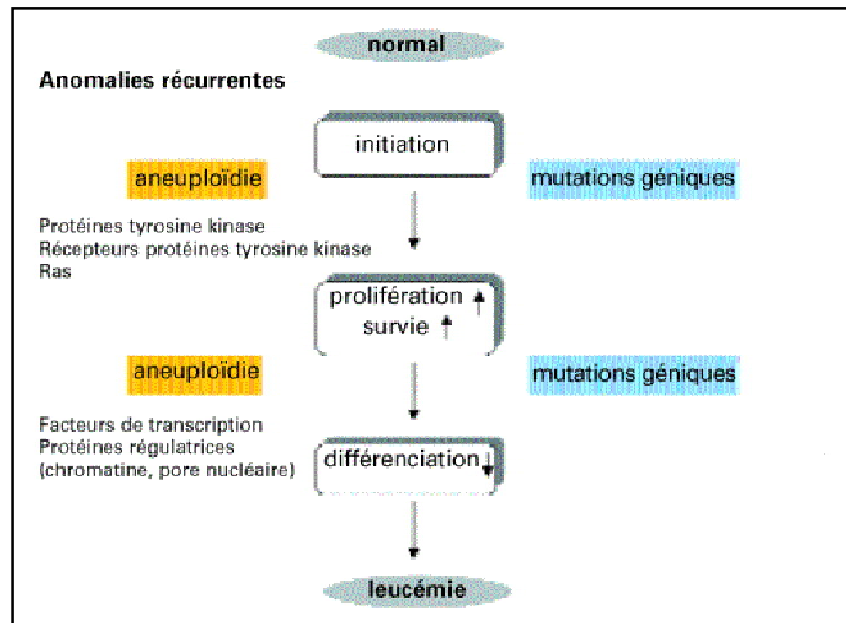 normal
Anomalies récurrentes
initiation
aneuploïdie
mutations géniques
Protéines tyrosine kinase
Récepteurs protéines tyrosine kinase
Ras
prolifération ↑
survie ↑
aneuploïdie
mutations géniques
Facteurs de transcription
Protéines régulatrices
(chromatine, pore nucléaire)
différenciation ↓
leucémie